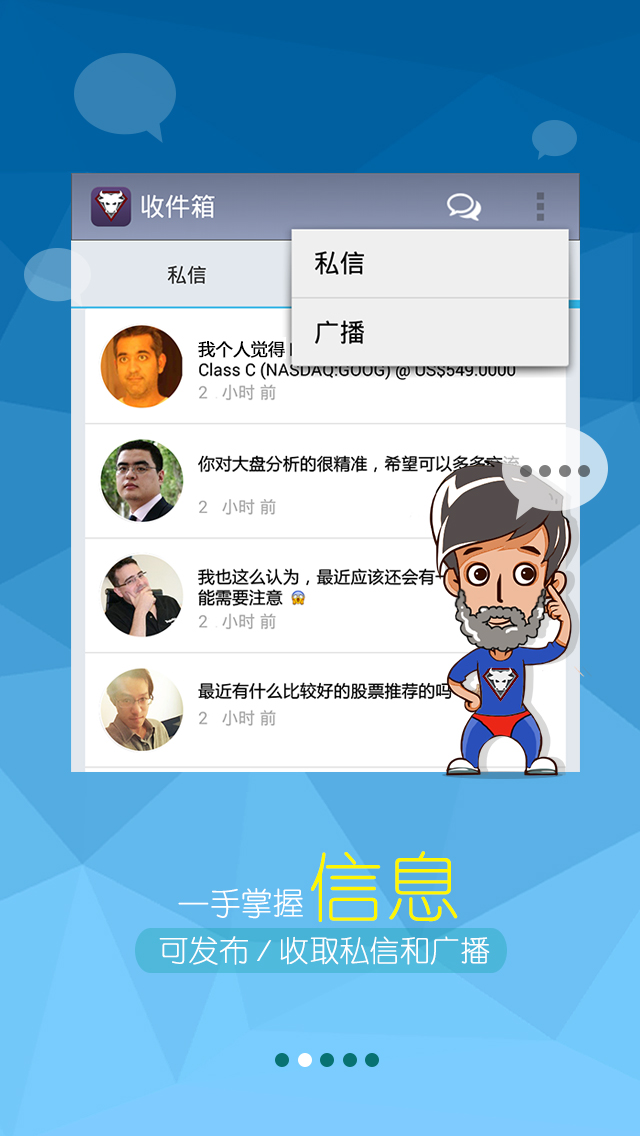 收件箱
私信
私信
广播
我个人觉得
Class C (NASDAQ:GOOG) @ US$549.0000
2 小时 前
你对大盘分析的很精准，希望可以多多交流
2 小时 前
我也这么认为，最近应该还会有一
能需要注意 😱
2 小时 前
最近有什么比较好的股票推荐的吗
2 小时 前
一手掌握信息
可发布 / 收取私信和广播